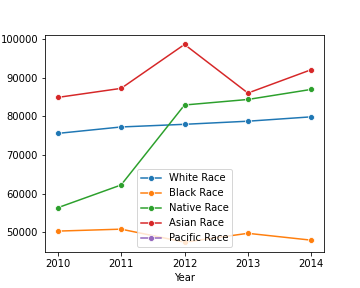 100000
90000
80000
70000
60000
50000
White Race
Black Race
Native Race
Asian Race
Pacific Race
2010 2011 2012 2013 2014
Year